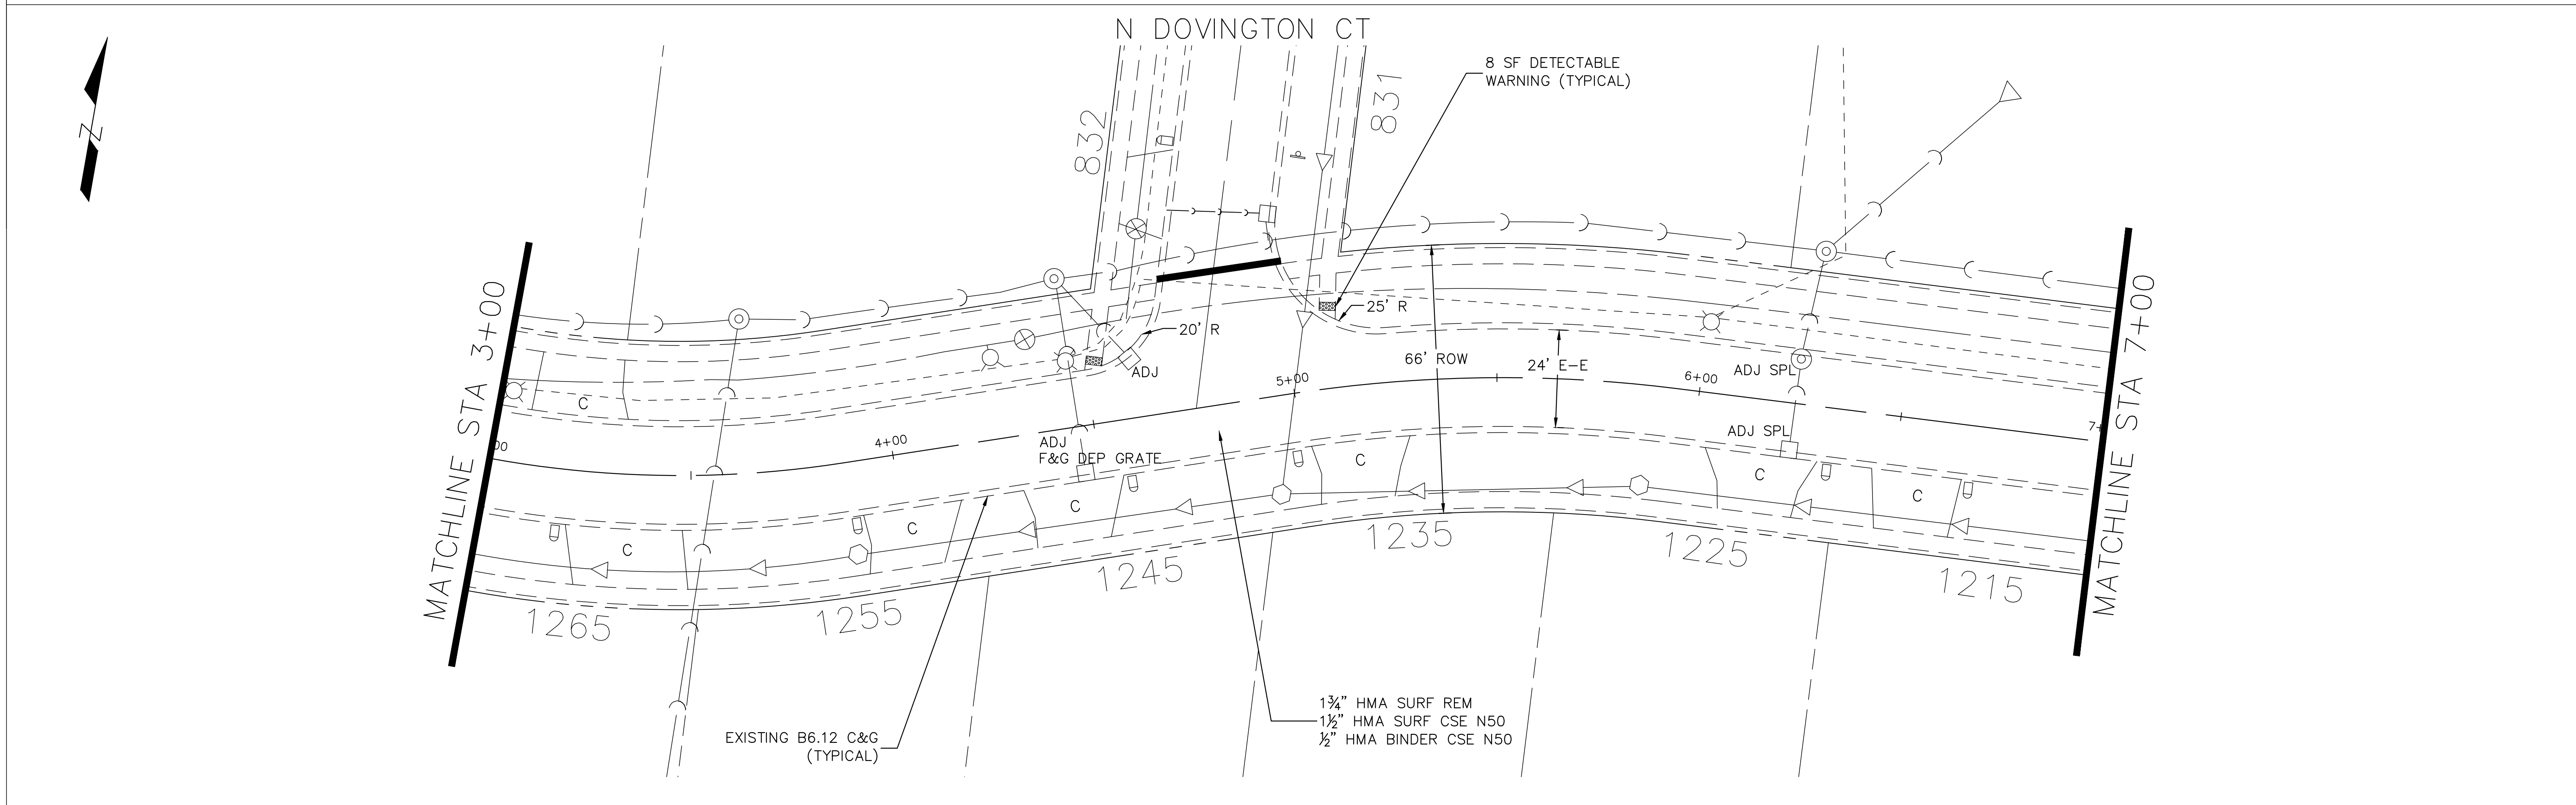 N DOVINGTON CT
8 SF DETECTABLE
WARNING (TYPICAL)
832
831
N
MATCHLINE STA 3+00
MATCHLINE STA 7+00
25' R
20' R
ADJ
66' ROW
24' E-E
5+00
6+00
ADJ SPL
C
00
4+00
ADJ
F&G DEP GRATE
ADJ SPL
7+
C
C
C
C
C
C
1265
1255
1245
1235
1225
1215
EXISTING B6.12 C&G
(TYPICAL)
1¾" HMA SURF REM
1½" HMA SURF CSE N50
½" HMA BINDER CSE N50